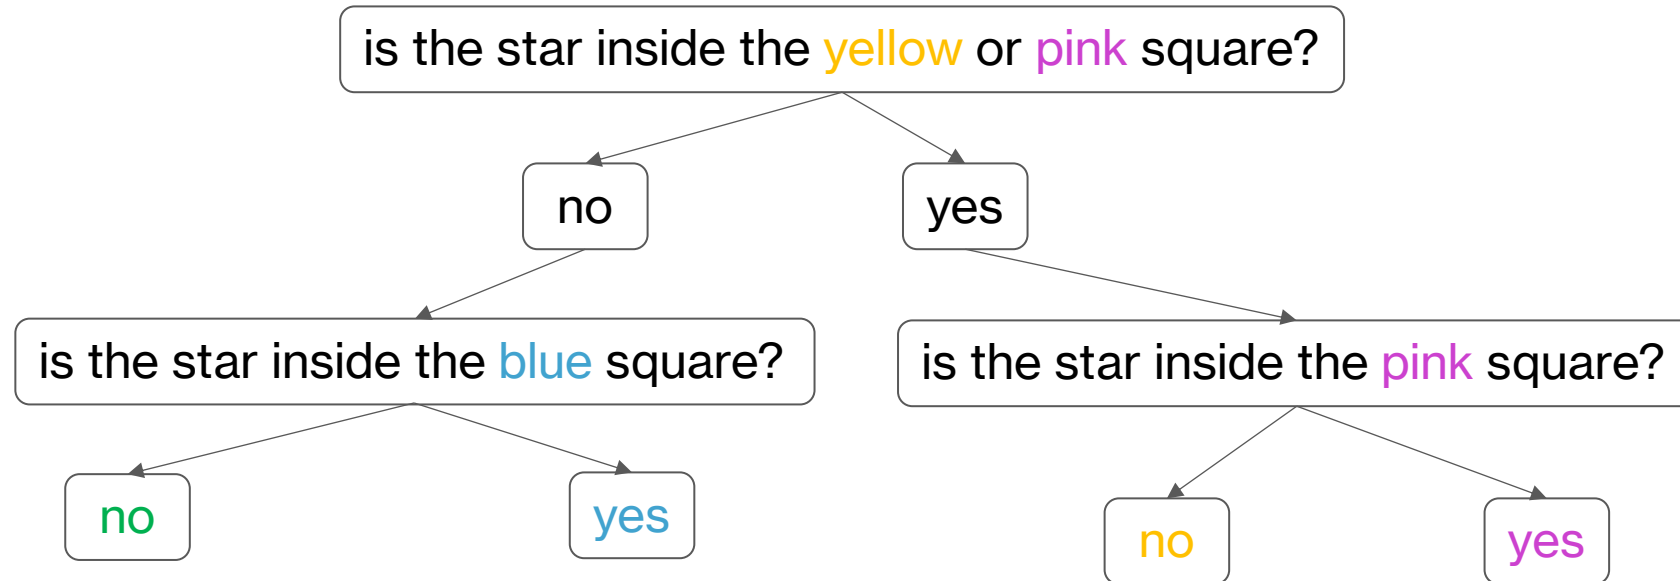 is the star inside the yellow or pink square?
no
yes
is the star inside the blue square?
is the star inside the pink square?
no
yes
no
yes